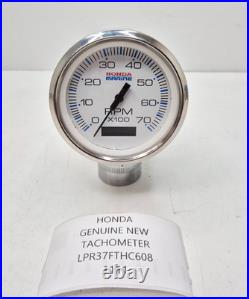 30 40
20 50
10 60
0 70
HONDA
MARINE
RPM
X100
HONDA
GENUINE NEW
TACHOMETER
LPR37FTHC608